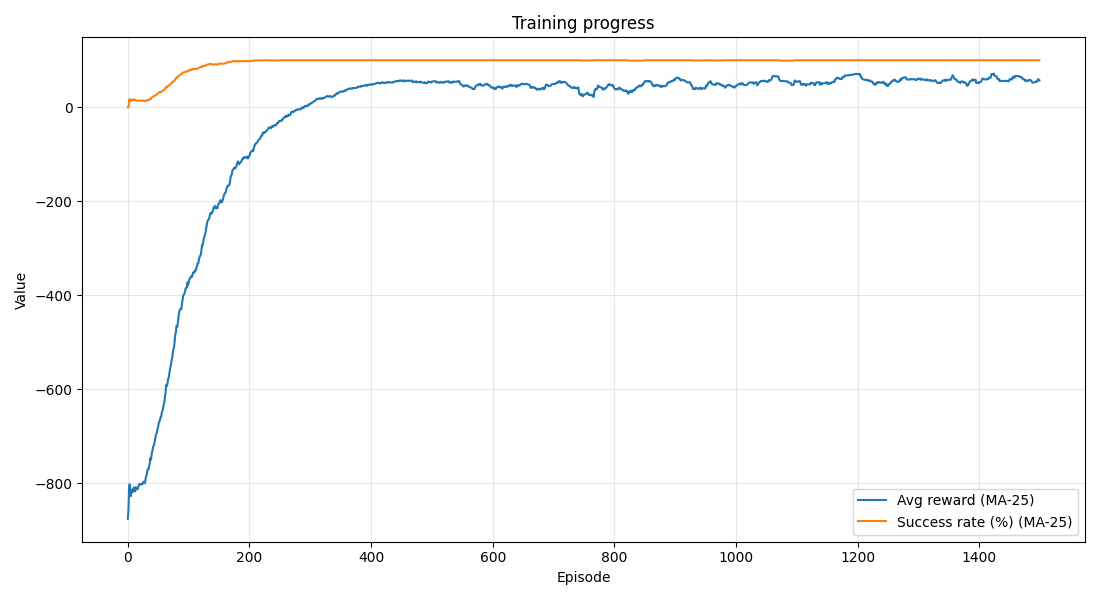 Training progress
Value
0
−200
−400
−600
−800
0 200 400 600 800 1000 1200 1400
Episode
Avg reward (MA-25)
Success rate (%) (MA-25)